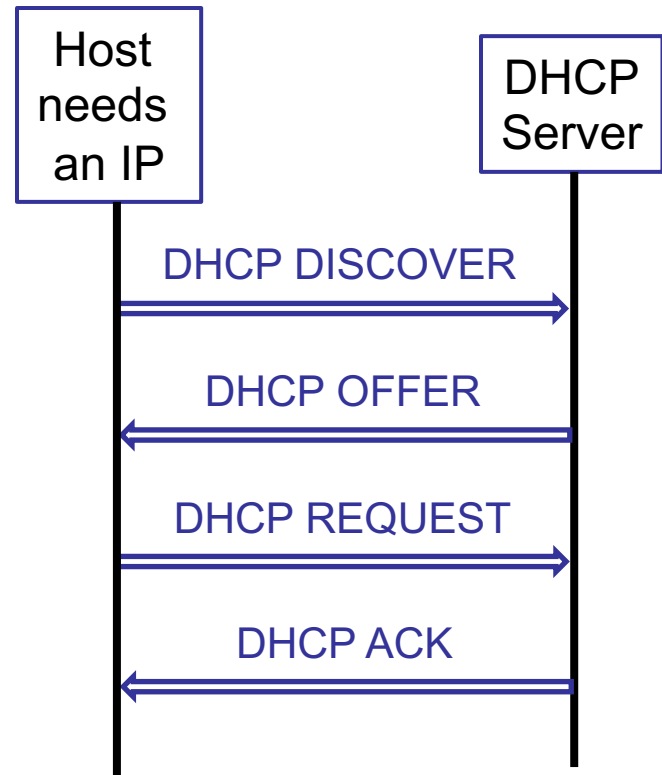 Host
needs
an IP
DHCP
Server
DHCP DISCOVER
DHCP OFFER
DHCP REQUEST
DHCP ACK